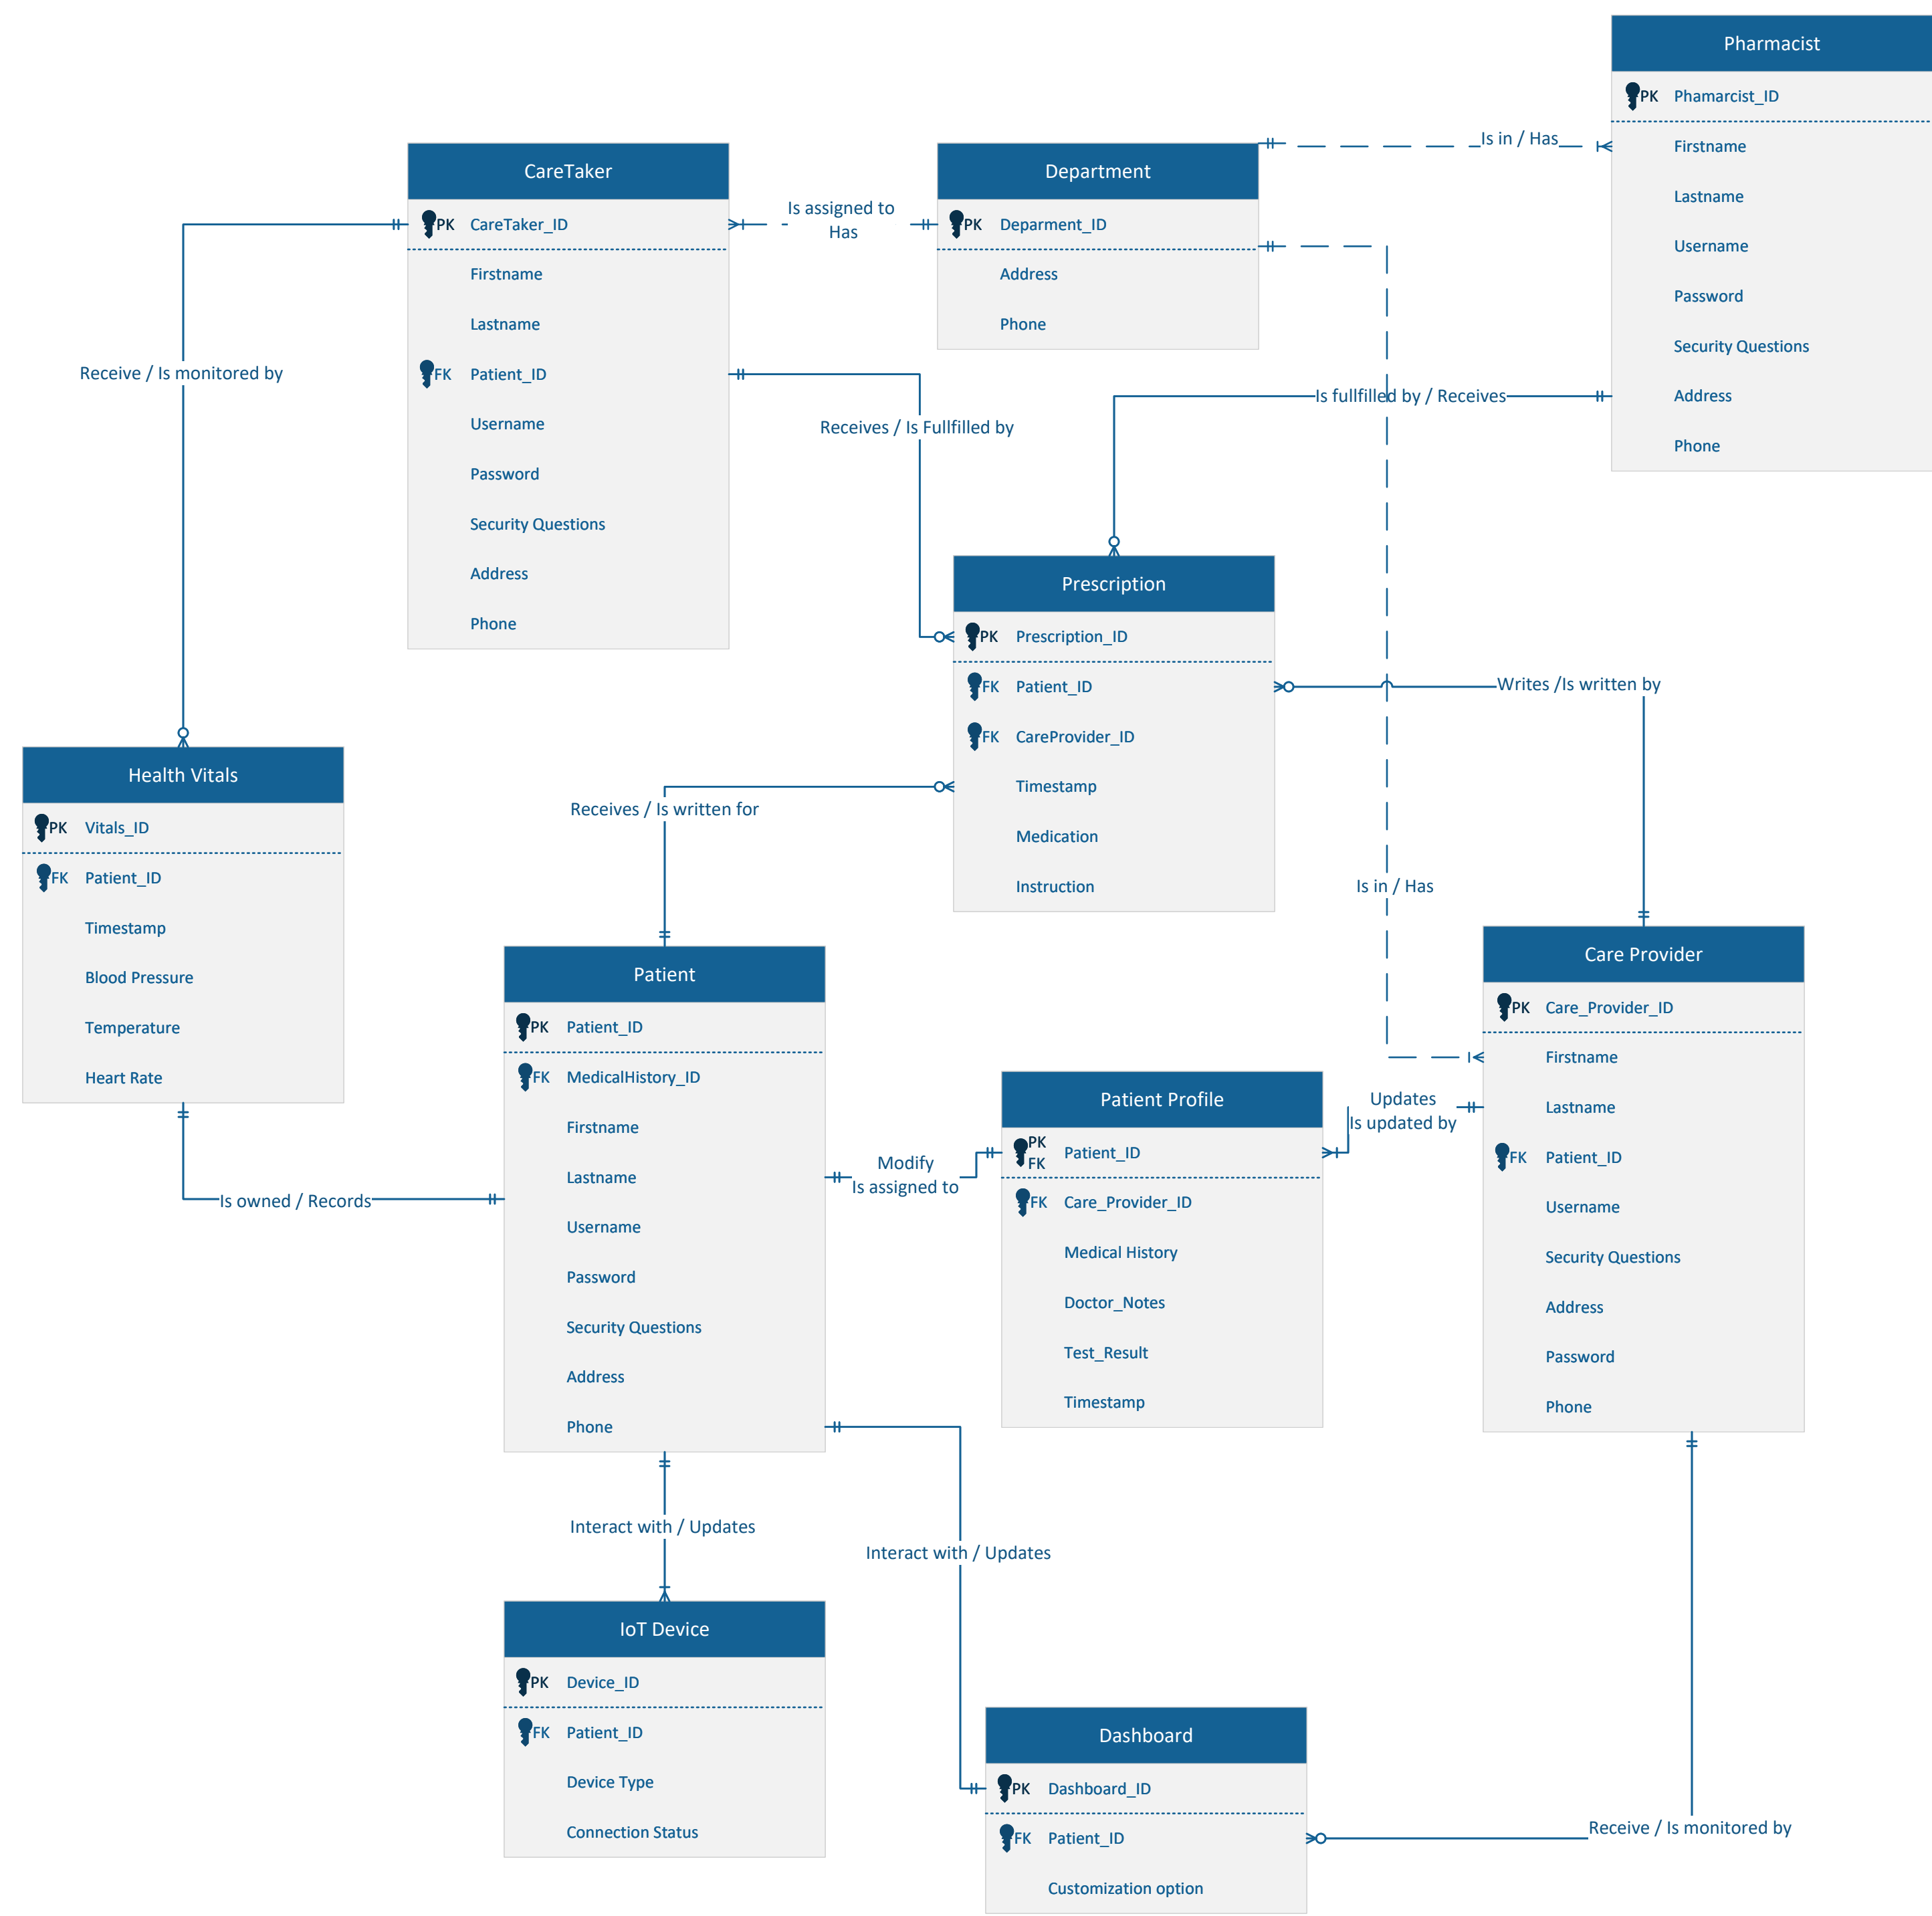 Pharmacist
PK Phamarcist_ID
Firstname
Lastname
Username
Password
Security Questions
Address
Phone
Is in / Has
CareTaker
PK CareTaker_ID
Firstname
Lastname
FK Patient_ID
Username
Password
Security Questions
Address
Phone
Is assigned to
Has
Department
PK Deparment_ID
Address
Phone
Receive / Is monitored by
Receives / Is Fullfilled by
Is fullfilled by / Receives
Prescription
PK Prescription_ID
FK Patient_ID
FK CareProvider_ID
Timestamp
Medication
Instruction
Writes /Is written by
Receives / Is written for
Is in / Has
Health Vitals
PK Vitals_ID
FK Patient_ID
Timestamp
Blood Pressure
Temperature
Heart Rate
Is owned / Records
Patient
PK Patient_ID
FK MedicalHistory_ID
Firstname
Lastname
Username
Password
Security Questions
Address
Phone
Modify
Is assigned to
Patient Profile
PK
FK Patient_ID
FK Care_Provider_ID
Medical History
Doctor_Notes
Test_Result
Timestamp
Updates
Is updated by
Care Provider
PK Care_Provider_ID
Firstname
Lastname
FK Patient_ID
Username
Security Questions
Address
Password
Phone
Interact with / Updates
Interact with / Updates
IoT Device
PK Device_ID
FK Patient_ID
Device Type
Connection Status
Dashboard
PK Dashboard_ID
FK Patient_ID
Customization option
Receive / Is monitored by